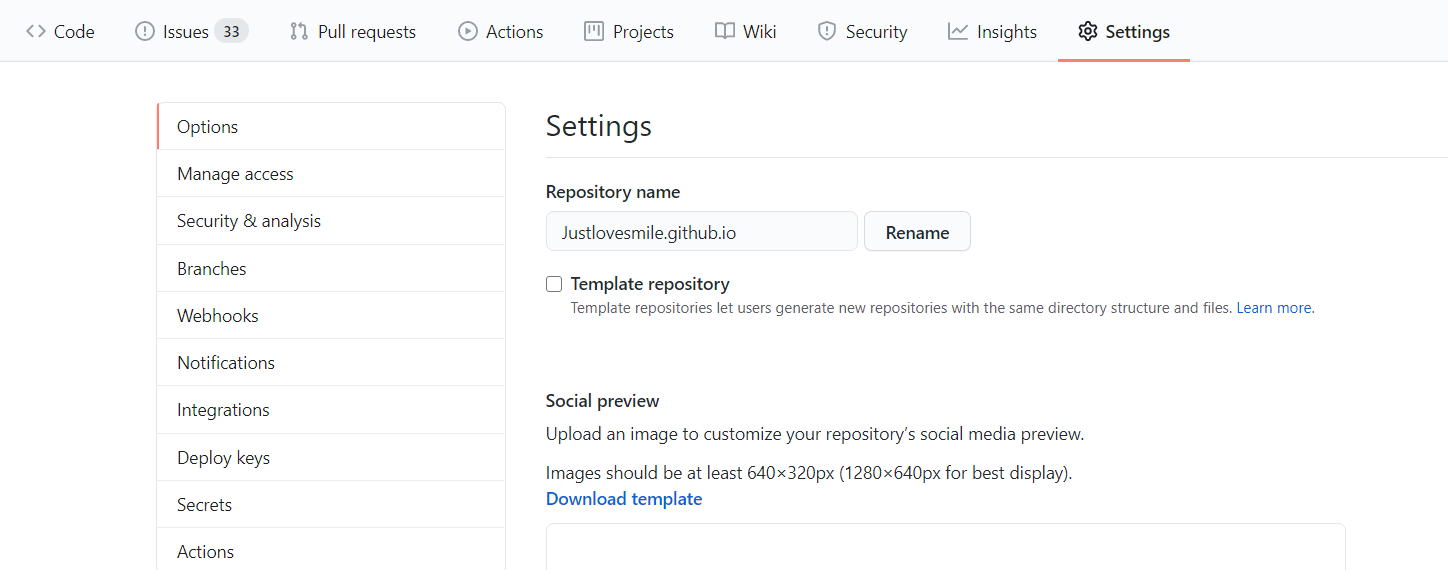 Code Issues 33 Pull requests Actions Projects Wiki Security Insights Settings
Options
Manage access
Security & analysis
Branches
Webhooks
Notifications
Integrations
Deploy keys
Secrets
Actions
Settings
Repository name
Justlovesmile.github.io Rename
Template repository
Template repositories let users generate new repositories with the same directory structure and files. Learn more.
Social preview
Upload an image to customize your repository’s social media preview.
Images should be at least 640×320px (1280×640px for best display).
Download template